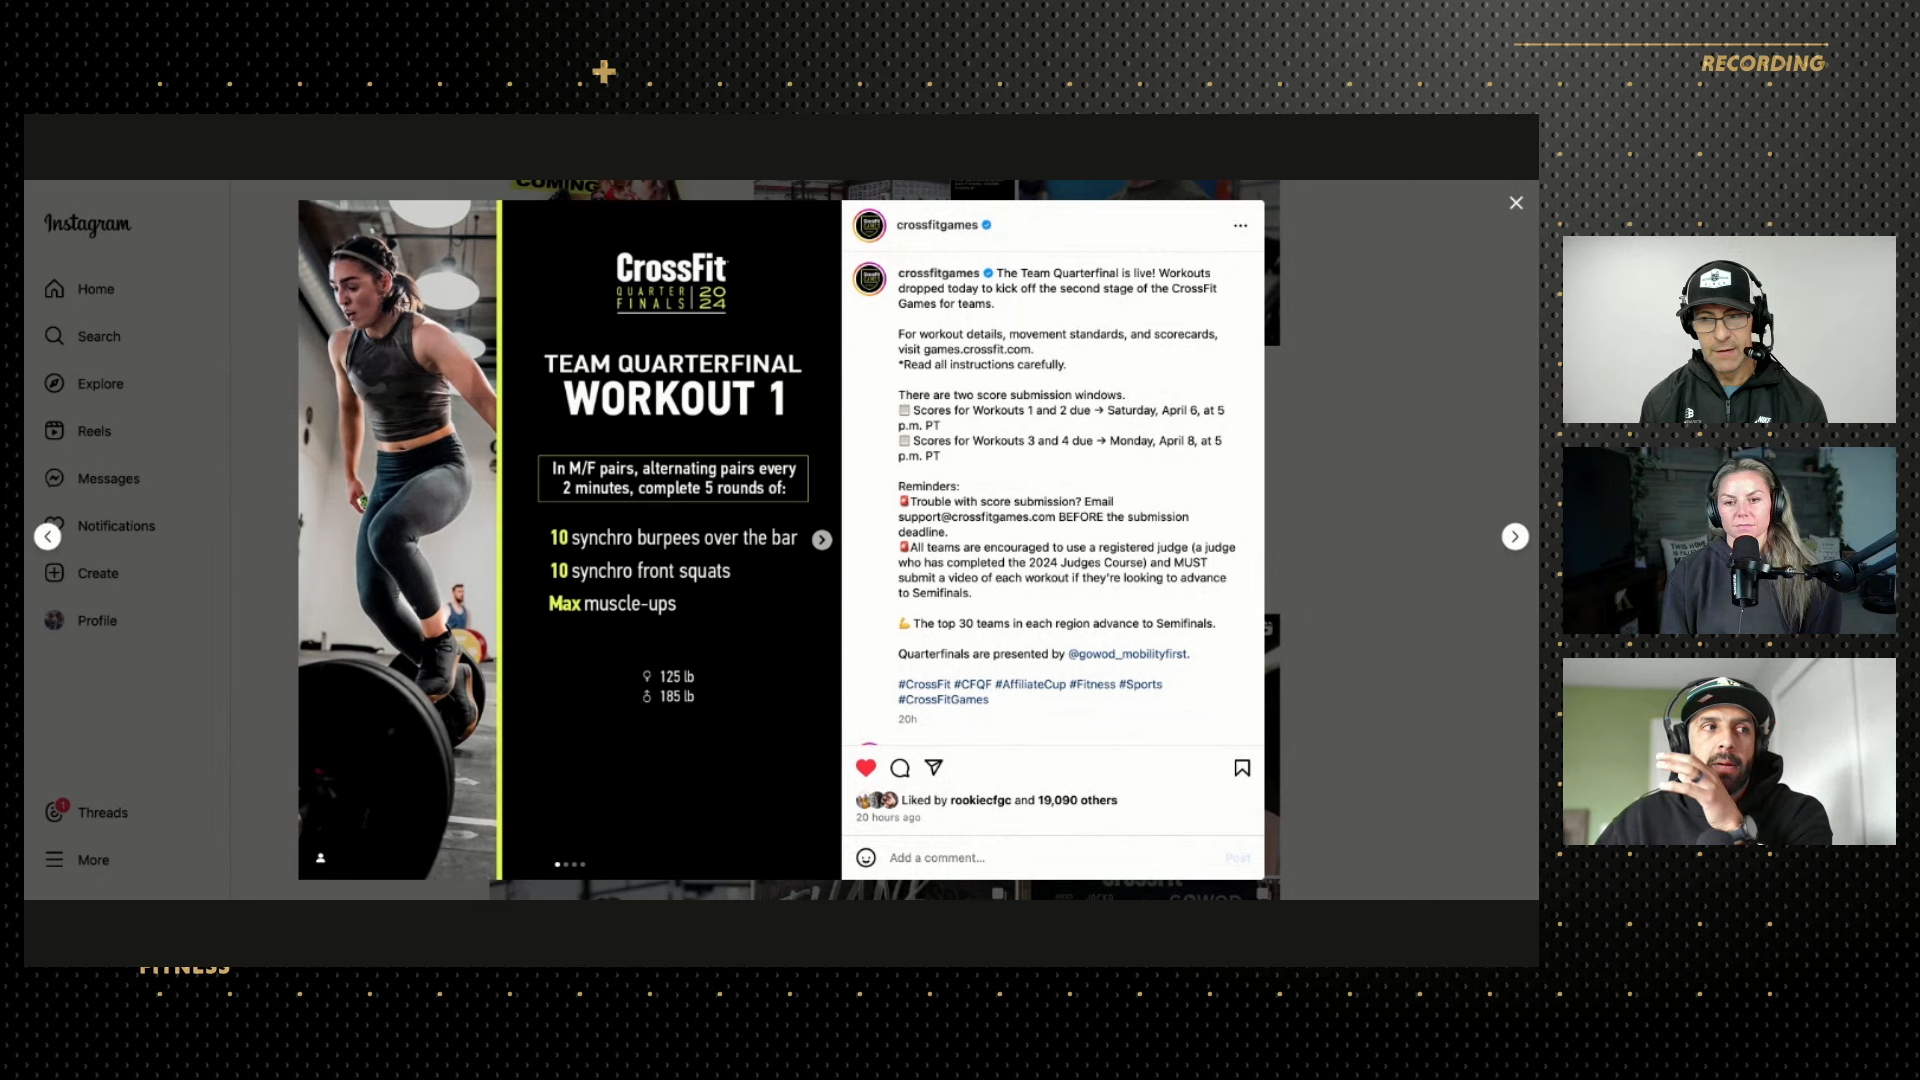 RECORDING
COMING
Instagram
Home
Search
Explore
Reels
Messages
Notifications
Create
Profile
Threads
1
More
CrossFit
QUARTER
FINALS
20
24
TEAM QUARTERFINAL
WORKOUT 1
In M/F pairs, alternating pairs every
2 minutes, complete 5 rounds of:
10 synchro burpees over the bar
10 synchro front squats
Max muscle-ups
♀ 125 lb
♂ 185 lb
crossfitgames
crossfitgames The Team Quarterfinal is live! Workouts
dropped today to kick off the second stage of the CrossFit
Games for teams.
For workout details, movement standards, and scorecards,
visit games.crossfit.com.
*Read all instructions carefully.
There are two score submission windows.
Scores for Workouts 1 and 2 due → Saturday, April 6, at 5
p.m. PT
Scores for Workouts 3 and 4 due → Monday, April 8, at 5
p.m. PT
Reminders:
🚨Trouble with score submission? Email
support@crossfitgames.com BEFORE the submission
deadline.
🚨All teams are encouraged to use a registered judge (a judge
who has completed the 2024 Judges Course) and MUST
submit a video of each workout if they're looking to advance
to Semifinals.
💪 The top 30 teams in each region advance to Semifinals.
Quarterfinals are presented by @gowod_mobilityfirst.
#CrossFit #CFQF #AffiliateCup #Fitness #Sports
#CrossFitGames
20h
Liked by rookiecfgc and 19,090 others
20 hours ago
Add a comment...
Post
FITNESS